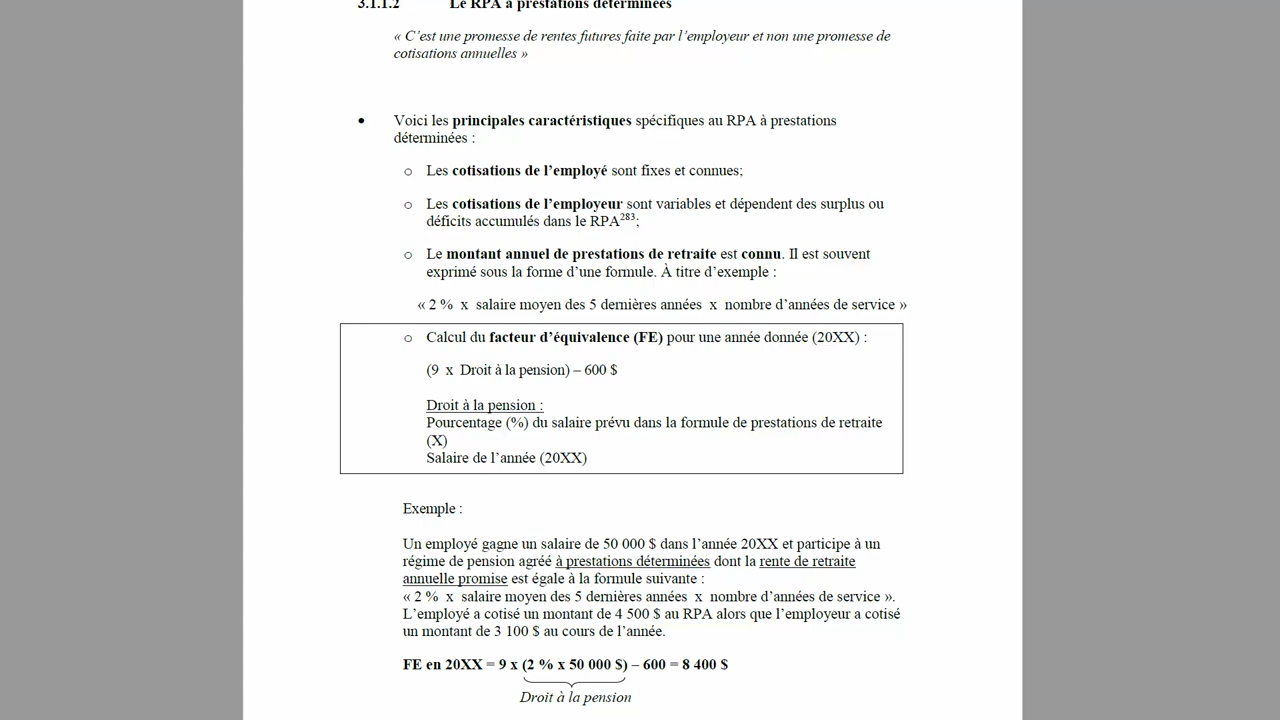 3.1.1.2 Le RPA à prestations déterminées
« C’est une promesse de rentes futures faite par l’employeur et non une promesse de
cotisations annuelles »
• Voici les principales caractéristiques spécifiques au RPA à prestations
déterminées :
o Les cotisations de l’employé sont fixes et connues;
o Les cotisations de l’employeur sont variables et dépendent des surplus ou
déficits accumulés dans le RPA283;
o Le montant annuel de prestations de retraite est connu. Il est souvent
exprimé sous la forme d’une formule. À titre d’exemple :
« 2 % x salaire moyen des 5 dernières années x nombre d’années de service »
o Calcul du facteur d’équivalence (FE) pour une année donnée (20XX) :
(9 x Droit à la pension) – 600 $
Droit à la pension :
Pourcentage (%) du salaire prévu dans la formule de prestations de retraite
(X)
Salaire de l’année (20XX)
Exemple :
Un employé gagne un salaire de 50 000 $ dans l’année 20XX et participe à un
régime de pension agréé à prestations déterminées dont la rente de retraite
annuelle promise est égale à la formule suivante :
« 2 % x salaire moyen des 5 dernières années x nombre d’années de service ».
L’employé a cotisé un montant de 4 500 $ au RPA alors que l’employeur a cotisé
un montant de 3 100 $ au cours de l’année.
FE en 20XX = 9 x (2 % x 50 000 $) – 600 = 8 400 $
Droit à la pension